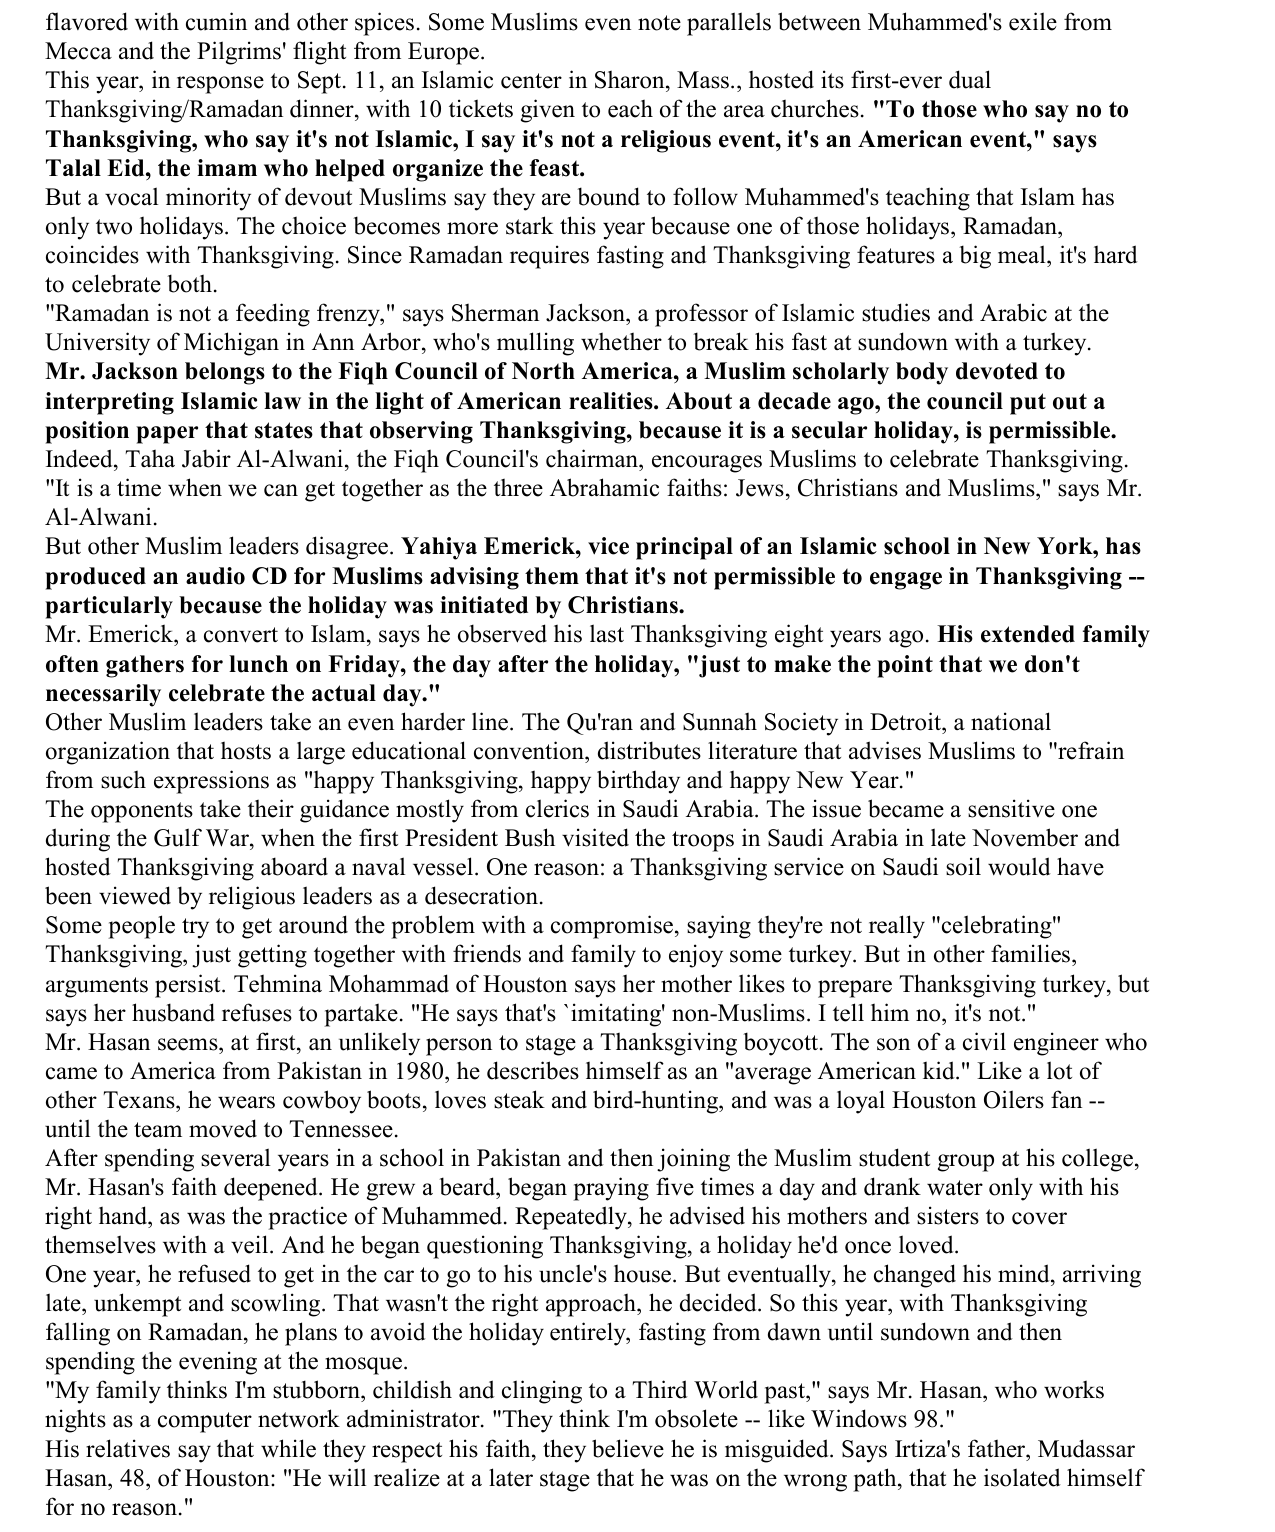 flavored with cumin and other spices. Some Muslims even note parallels between Muhammed's exile from
Mecca and the Pilgrims' flight from Europe.
This year, in response to Sept. 11, an Islamic center in Sharon, Mass., hosted its first-ever dual
Thanksgiving/Ramadan dinner, with 10 tickets given to each of the area churches. "To those who say no to
Thanksgiving, who say it's not Islamic, I say it's not a religious event, it's an American event," says
Talal Eid, the imam who helped organize the feast.
But a vocal minority of devout Muslims say they are bound to follow Muhammed's teaching that Islam has
only two holidays. The choice becomes more stark this year because one of those holidays, Ramadan,
coincides with Thanksgiving. Since Ramadan requires fasting and Thanksgiving features a big meal, it's hard
to celebrate both.
"Ramadan is not a feeding frenzy," says Sherman Jackson, a professor of Islamic studies and Arabic at the
University of Michigan in Ann Arbor, who's mulling whether to break his fast at sundown with a turkey.
Mr. Jackson belongs to the Fiqh Council of North America, a Muslim scholarly body devoted to
interpreting Islamic law in the light of American realities. About a decade ago, the council put out a
position paper that states that observing Thanksgiving, because it is a secular holiday, is permissible.
Indeed, Taha Jabir Al-Alwani, the Fiqh Council's chairman, encourages Muslims to celebrate Thanksgiving.
"It is a time when we can get together as the three Abrahamic faiths: Jews, Christians and Muslims," says Mr.
Al-Alwani.
But other Muslim leaders disagree. Yahiya Emerick, vice principal of an Islamic school in New York, has
produced an audio CD for Muslims advising them that it's not permissible to engage in Thanksgiving --
particularly because the holiday was initiated by Christians.
Mr. Emerick, a convert to Islam, says he observed his last Thanksgiving eight years ago. His extended family
often gathers for lunch on Friday, the day after the holiday, "just to make the point that we don't
necessarily celebrate the actual day."
Other Muslim leaders take an even harder line. The Qu'ran and Sunnah Society in Detroit, a national
organization that hosts a large educational convention, distributes literature that advises Muslims to "refrain
from such expressions as "happy Thanksgiving, happy birthday and happy New Year."
The opponents take their guidance mostly from clerics in Saudi Arabia. The issue became a sensitive one
during the Gulf War, when the first President Bush visited the troops in Saudi Arabia in late November and
hosted Thanksgiving aboard a naval vessel. One reason: a Thanksgiving service on Saudi soil would have
been viewed by religious leaders as a desecration.
Some people try to get around the problem with a compromise, saying they're not really "celebrating"
Thanksgiving, just getting together with friends and family to enjoy some turkey. But in other families,
arguments persist. Tehmina Mohammad of Houston says her mother likes to prepare Thanksgiving turkey, but
says her husband refuses to partake. "He says that's `imitating' non-Muslims. I tell him no, it's not."
Mr. Hasan seems, at first, an unlikely person to stage a Thanksgiving boycott. The son of a civil engineer who
came to America from Pakistan in 1980, he describes himself as an "average American kid." Like a lot of
other Texans, he wears cowboy boots, loves steak and bird-hunting, and was a loyal Houston Oilers fan --
until the team moved to Tennessee.
After spending several years in a school in Pakistan and then joining the Muslim student group at his college,
Mr. Hasan's faith deepened. He grew a beard, began praying five times a day and drank water only with his
right hand, as was the practice of Muhammed. Repeatedly, he advised his mothers and sisters to cover
themselves with a veil. And he began questioning Thanksgiving, a holiday he'd once loved.
One year, he refused to get in the car to go to his uncle's house. But eventually, he changed his mind, arriving
late, unkempt and scowling. That wasn't the right approach, he decided. So this year, with Thanksgiving
falling on Ramadan, he plans to avoid the holiday entirely, fasting from dawn until sundown and then
spending the evening at the mosque.
"My family thinks I'm stubborn, childish and clinging to a Third World past," says Mr. Hasan, who works
nights as a computer network administrator. "They think I'm obsolete -- like Windows 98."
His relatives say that while they respect his faith, they believe he is misguided. Says Irtiza's father, Mudassar
Hasan, 48, of Houston: "He will realize at a later stage that he was on the wrong path, that he isolated himself
for no reason."